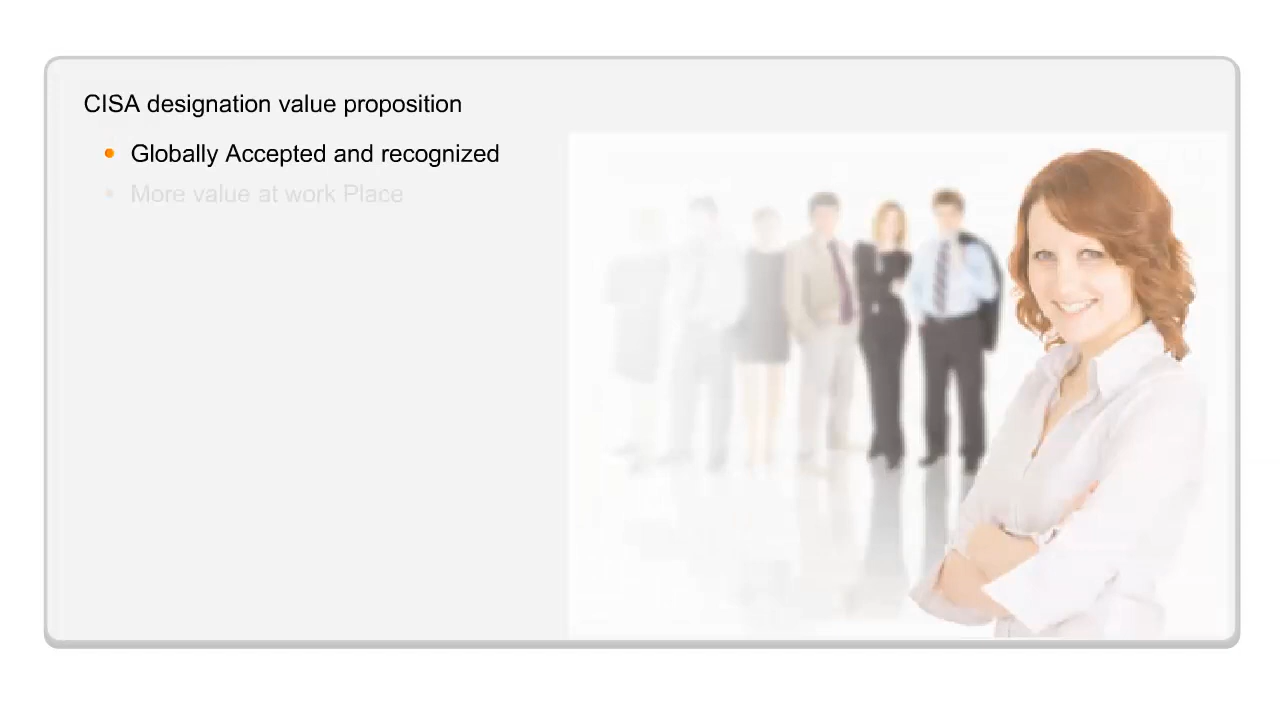 CISA designation value proposition
Globally Accepted and recognized
More value at work Place